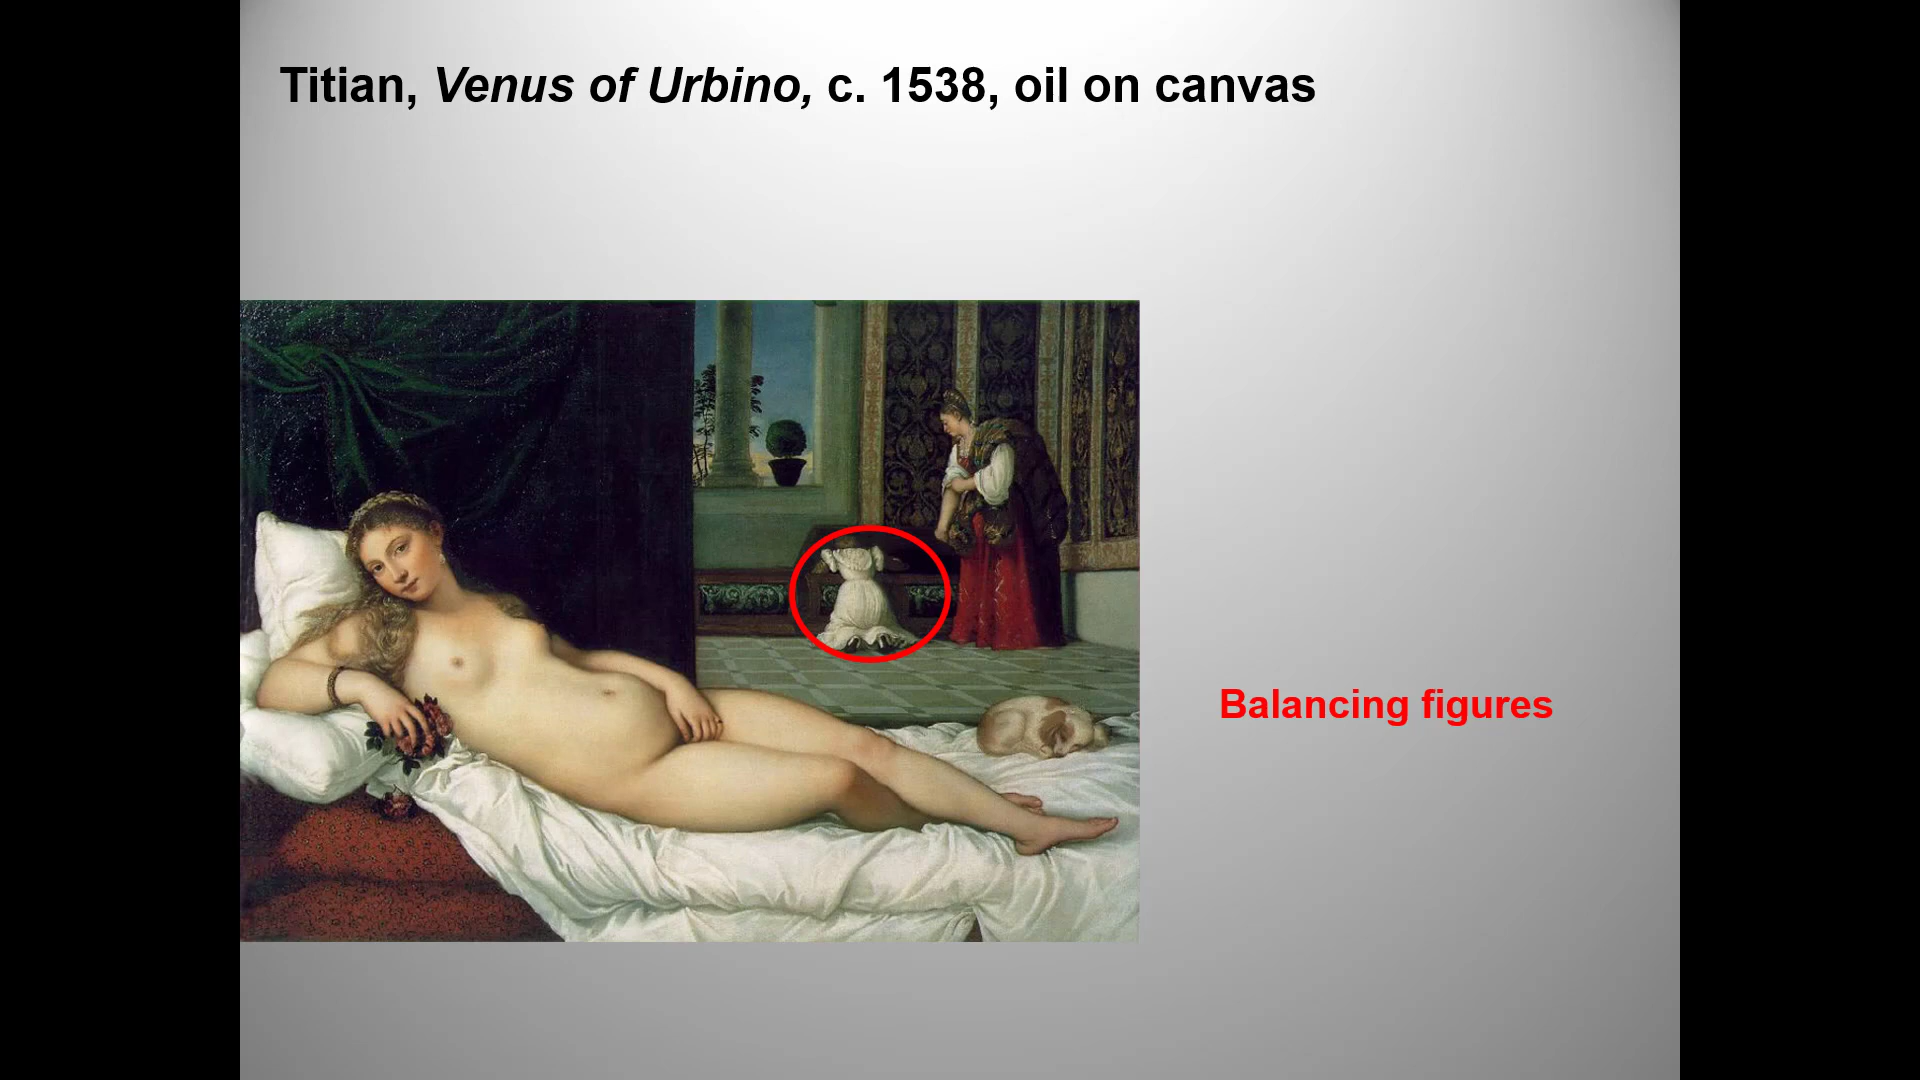 Titian, Venus of Urbino, c. 1538, oil on canvas
Balancing figures